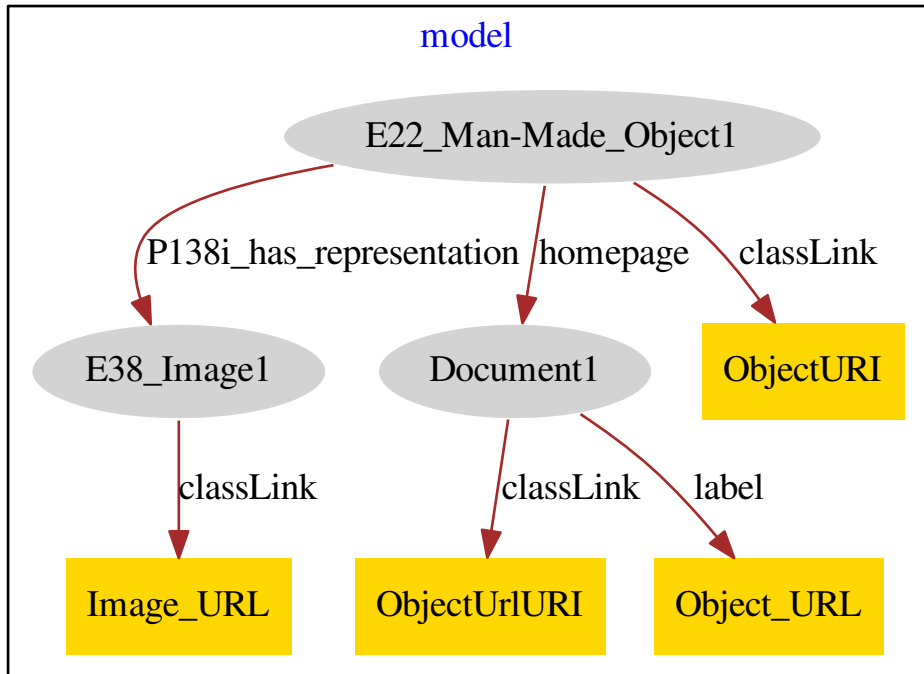 model
E22_Man-Made_Object1
P138i_has_representation
homepage
classLink
E38_Image1
Document1
ObjectURI
classLink
classLink
label
Image_URL
ObjectUrlURI
Object_URL